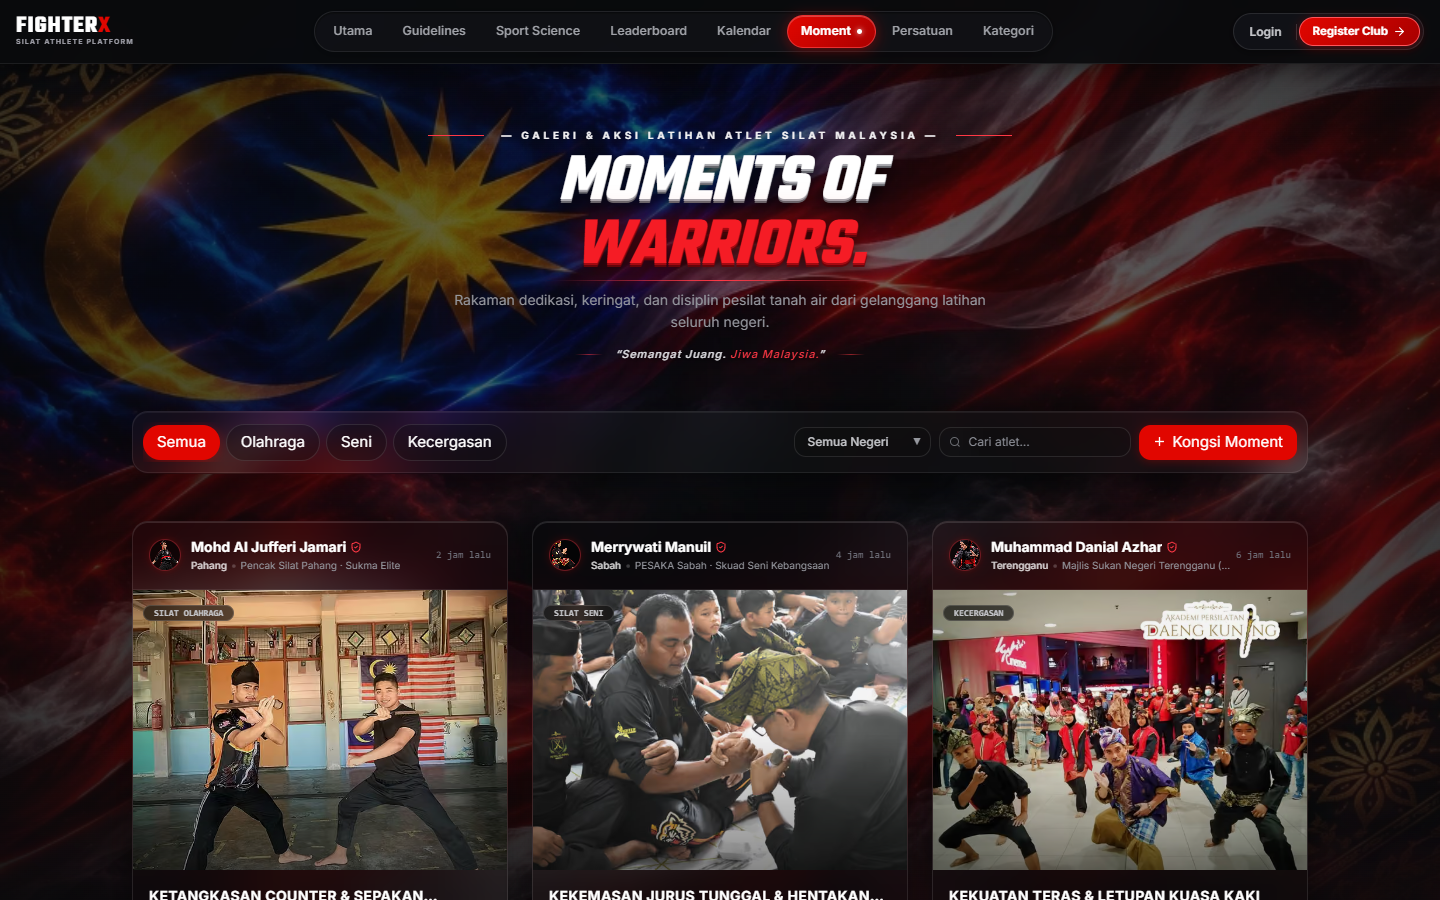 FIGHTERX
SILAT ATHLETE PLATFORM
Utama
Guidelines
Sport Science
Leaderboard
Kalendar
Moment
Persatuan
Kategori
Login
Register Club →
— GALERI & AKSI LATIHAN ATLET SILAT MALAYSIA —
MOMENTS OF
WARRIORS.
Rakaman dedikasi, keringat, dan disiplin pesilat tanah air dari gelanggang latihan
seluruh negeri.
"Semangat Juang. Jiwa Malaysia."
Semua
Olahraga
Seni
Kecergasan
Semua Negeri
Cari atlet...
+ Kongsi Moment
Mohd Al Jufferi Jamari
2 jam lalu
Pahang • Pencak Silat Pahang · Sukma Elite
SILAT OLAHRAGA
KETANGKASAN COUNTER & SEPAKAN...
Merrywati Manuil
4 jam lalu
Sabah • PESAKA Sabah · Skuad Seni Kebangsaan
SILAT SENI
KEKEMASAN JURUS TUNGGAL & HENTAKAN...
Muhammad Danial Azhar
6 jam lalu
Terengganu • Majlis Sukan Negeri Terengganu (...
KECERGASAN
AKADEMI PERSILATAN
DAENG KUNING
KEKUATAN TERAS & LETUPAN KUASA KAKI